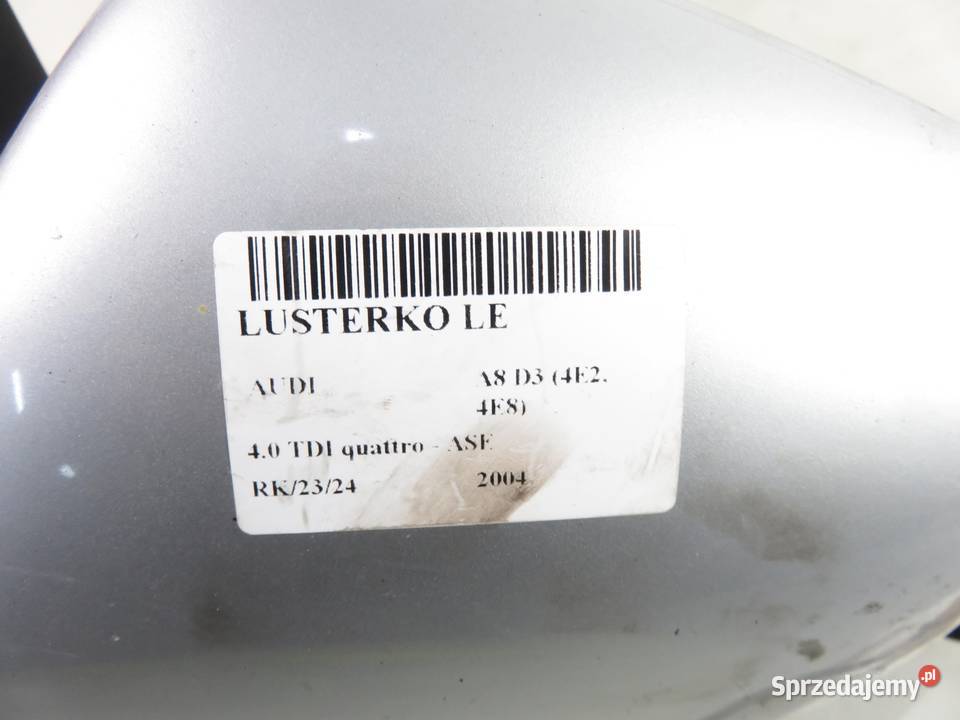 LUSTERKO LE
AUDI
A8 D3 (4E2,
4E8)
4.0 TDI quattro - ASE
RK/23/24
2004
Sprzedajemy.pl